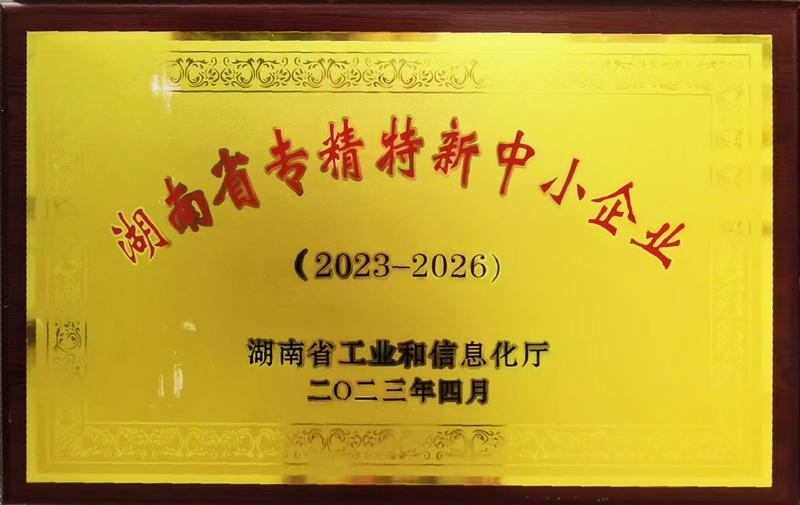 湖南省专精特新中小企业
（2023-2026）
湖南省工业和信息化厅
二〇二三年四月